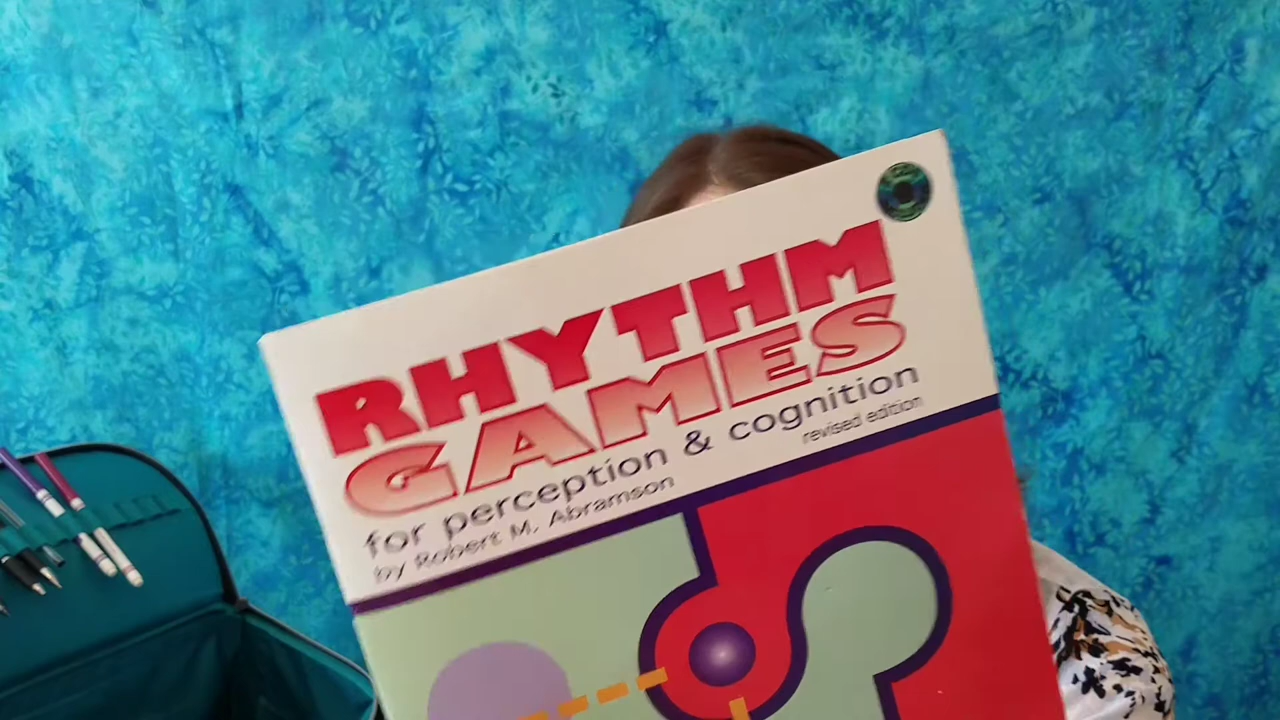 RHYTHM
GAMES
for perception & cognition
revised edition
by Robert M. Abramson